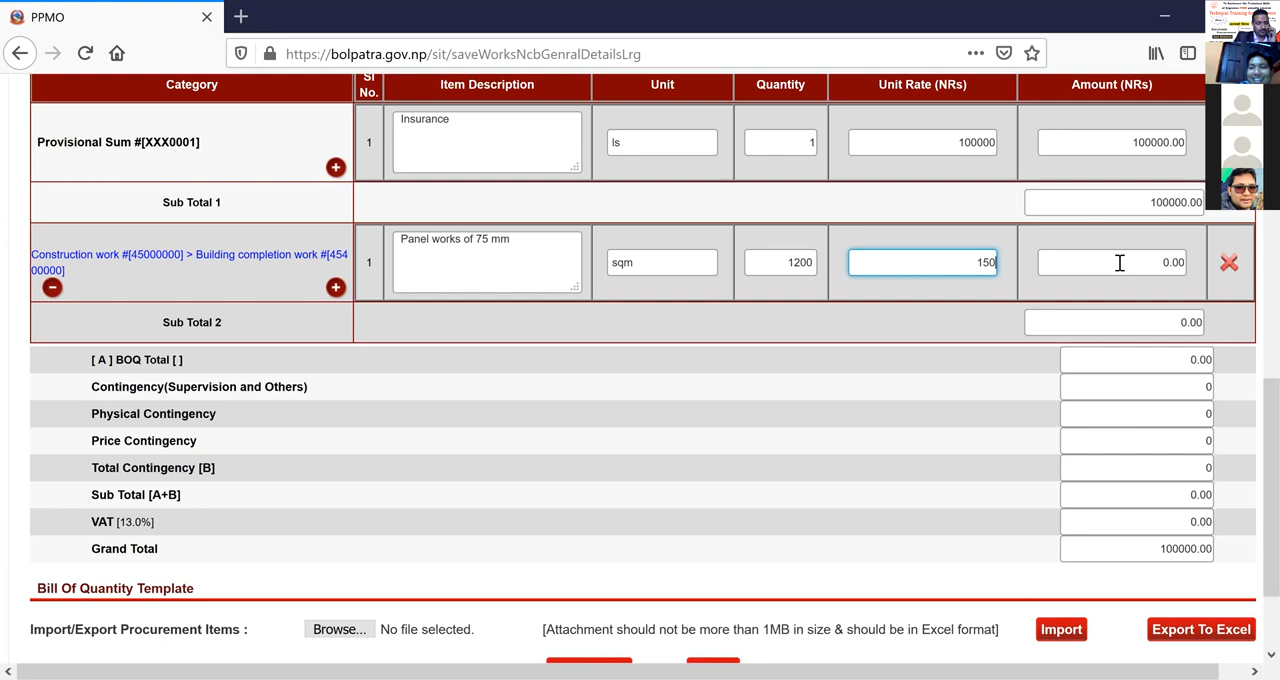 PPMO
https://bolpatra.gov.np/sit/saveWorksNcbGenralDetailsLrg
Category Sl No. Item Description Unit Quantity Unit Rate (NRs) Amount (NRs)
Provisional Sum #[XXX0001] 1 Insurance ls 1 100000 100000.00
Sub Total 1 100000.00
Construction work #[45000000] > Building completion work #[454
00000] 1 Panel works of 75 mm sqm 1200 150 0.00
Sub Total 2 0.00
[ A ] BOQ Total [ ] 0.00
Contingency(Supervision and Others) 0
Physical Contingency 0
Price Contingency 0
Total Contingency [B] 0
Sub Total [A+B] 0.00
VAT [13.0%] 0.00
Grand Total 100000.00
Bill Of Quantity Template
Import/Export Procurement Items : Browse... No file selected. [Attachment should not be more than 1MB in size & should be in Excel format] Import Export To Excel